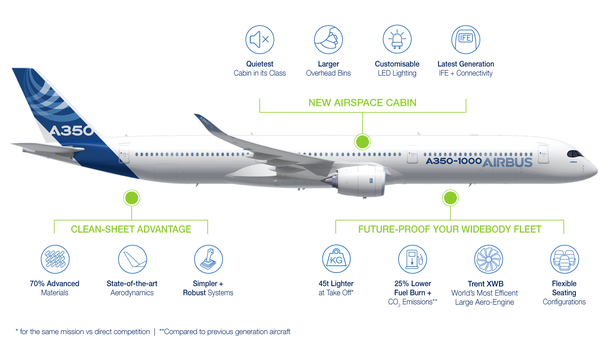 IFE
Quietest
Cabin in its Class
Larger
Overhead Bins
Customisable
LED Lighting
Latest Generation
IFE + Connectivity
NEW AIRSPACE CABIN
A350
A350-1000 AIRBUS
CLEAN-SHEET ADVANTAGE
FUTURE-PROOF YOUR WIDEBODY FLEET
KG
70% Advanced
Materials
State-of-the-art
Aerodynamics
Simpler +
Robust Systems
45t Lighter
at Take Off*
25% Lower
Fuel Burn +
CO₂ Emissions**
Trent XWB
World's Most Efficent
Large Aero-Engine
Flexible
Seating
Configurations
* for the same mission vs direct competition | **Compared to previous generation aircraft